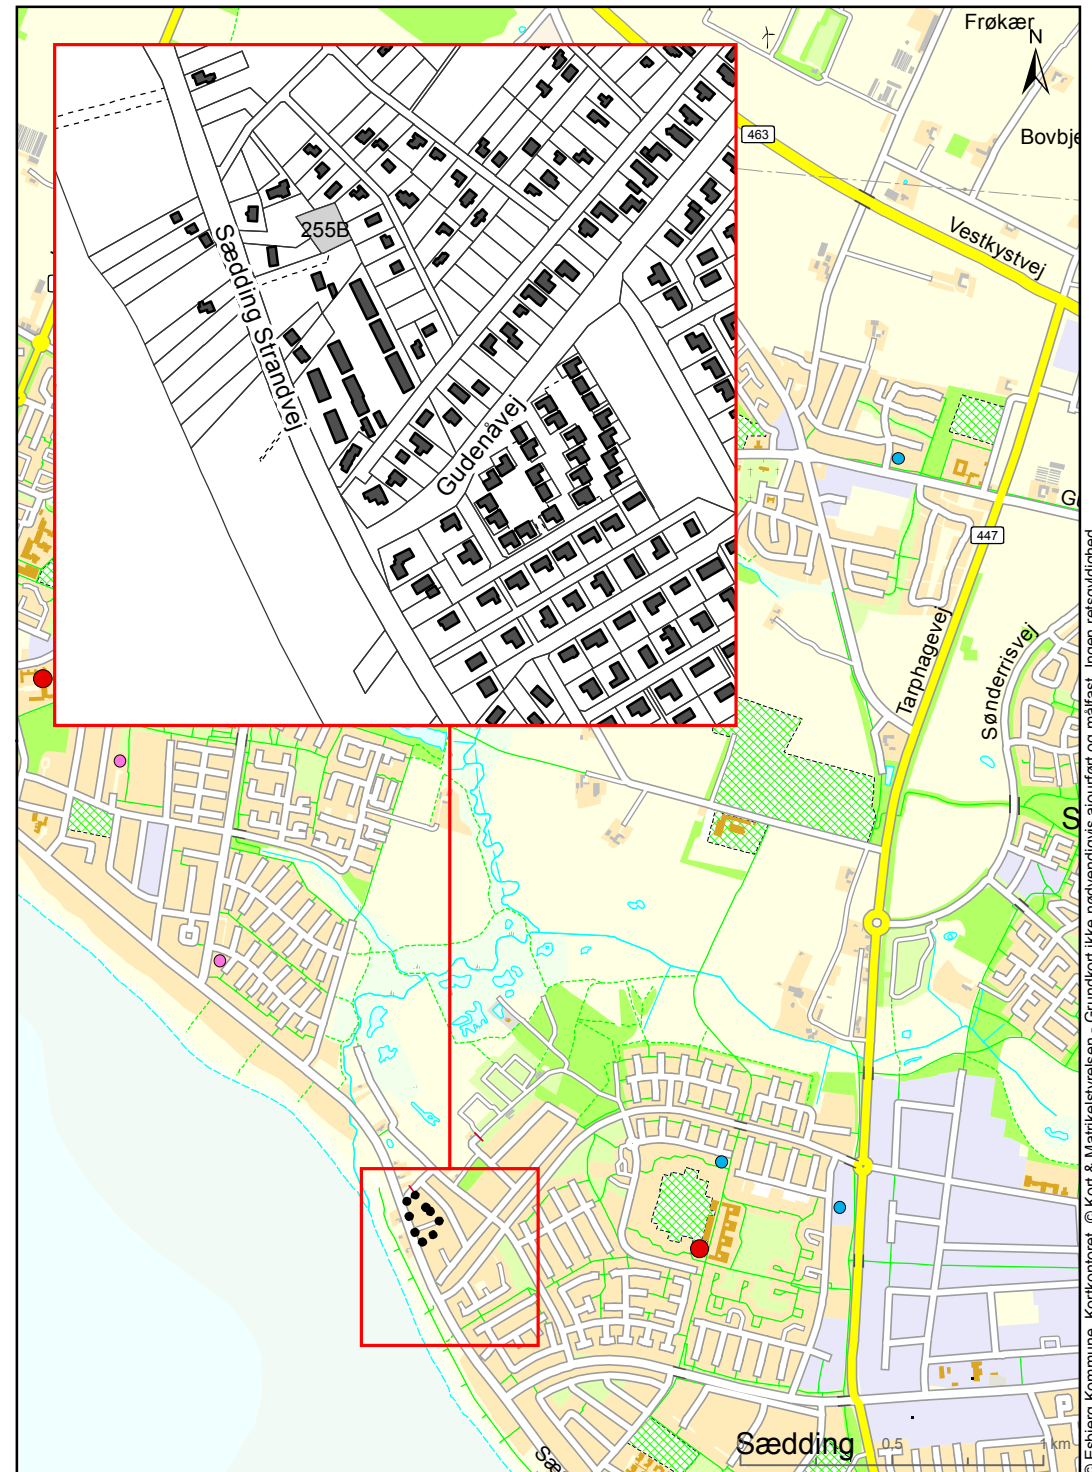 Frøkær
N
463
Bovbje
Vestkystvej
255B
Sædding Strandvej
Gudenåvej
G
447
Tarphagevej
Sønderrisvej
S
Sædding
0.5
1 km
Sæ
© Esbjerg Kommune, Kortkontoret © Kort & Matrikelstyrelsen, Grundkort ikke nødvendigvis ajourført og målfast. Ingen retsgyldighed